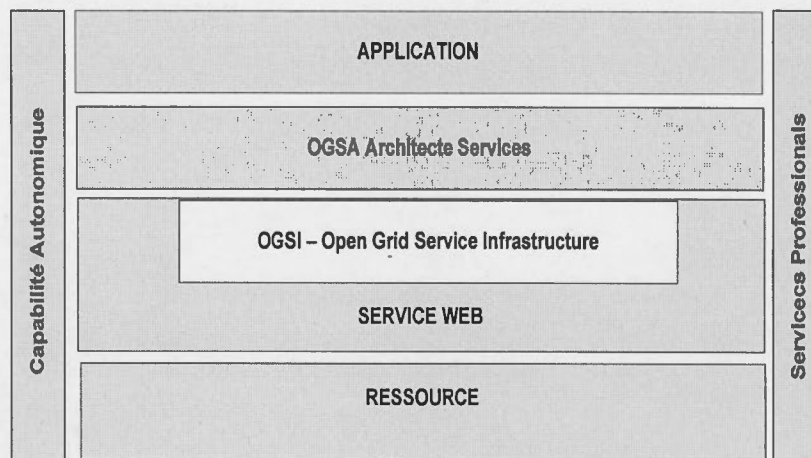 Capabilité Autonomique
APPLICATION
OGSA Architecte Services
OGSI – Open Grid Service Infrastructure
SERVICE WEB
RESSOURCE
Servicecs Professionals